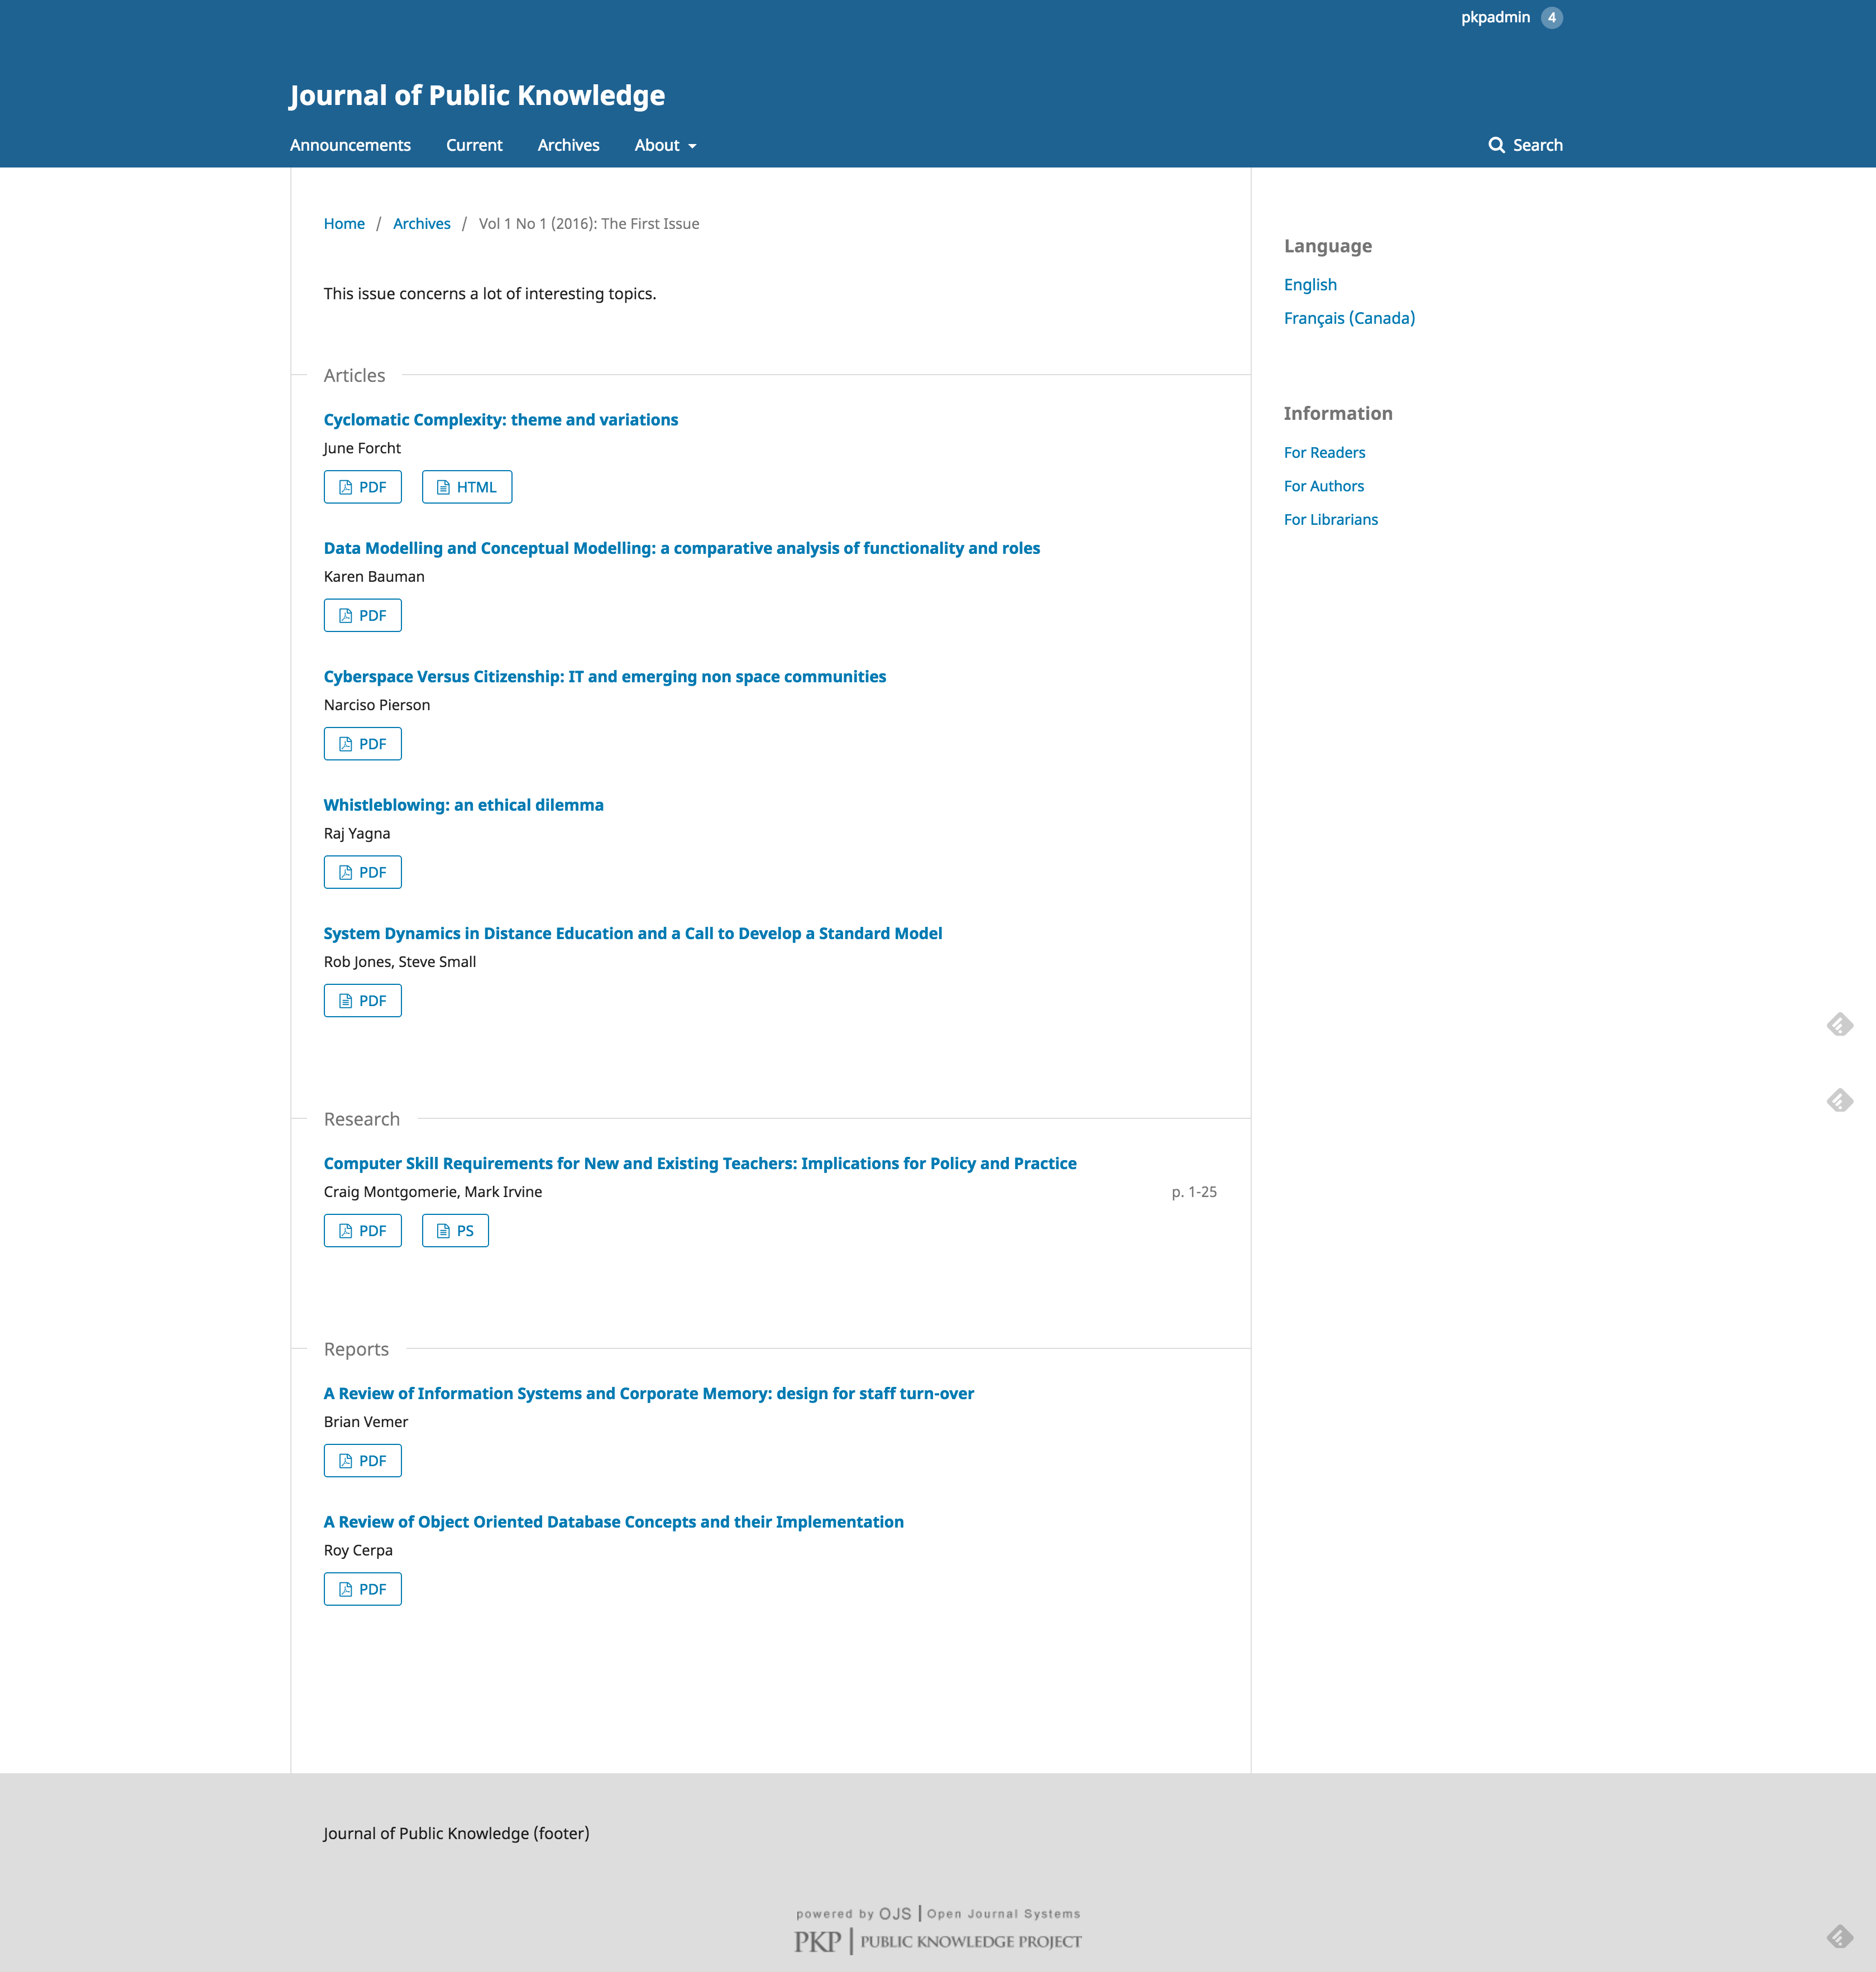 pkpadmin 4
Journal of Public Knowledge
Announcements Current Archives About Search
Home / Archives / Vol 1 No 1 (2016): The First Issue
This issue concerns a lot of interesting topics.
Articles
Cyclomatic Complexity: theme and variations
June Forcht
PDF HTML
Data Modelling and Conceptual Modelling: a comparative analysis of functionality and roles
Karen Bauman
PDF
Cyberspace Versus Citizenship: IT and emerging non space communities
Narciso Pierson
PDF
Whistleblowing: an ethical dilemma
Raj Yagna
PDF
System Dynamics in Distance Education and a Call to Develop a Standard Model
Rob Jones, Steve Small
PDF
Research
Computer Skill Requirements for New and Existing Teachers: Implications for Policy and Practice
Craig Montgomerie, Mark Irvine p. 1-25
PDF PS
Reports
A Review of Information Systems and Corporate Memory: design for staff turn-over
Brian Vemer
PDF
A Review of Object Oriented Database Concepts and their Implementation
Roy Cerpa
PDF
Language
English
Français (Canada)
Information
For Readers
For Authors
For Librarians
Journal of Public Knowledge (footer)
powered by OJS | Open Journal Systems
PKP | PUBLIC KNOWLEDGE PROJECT